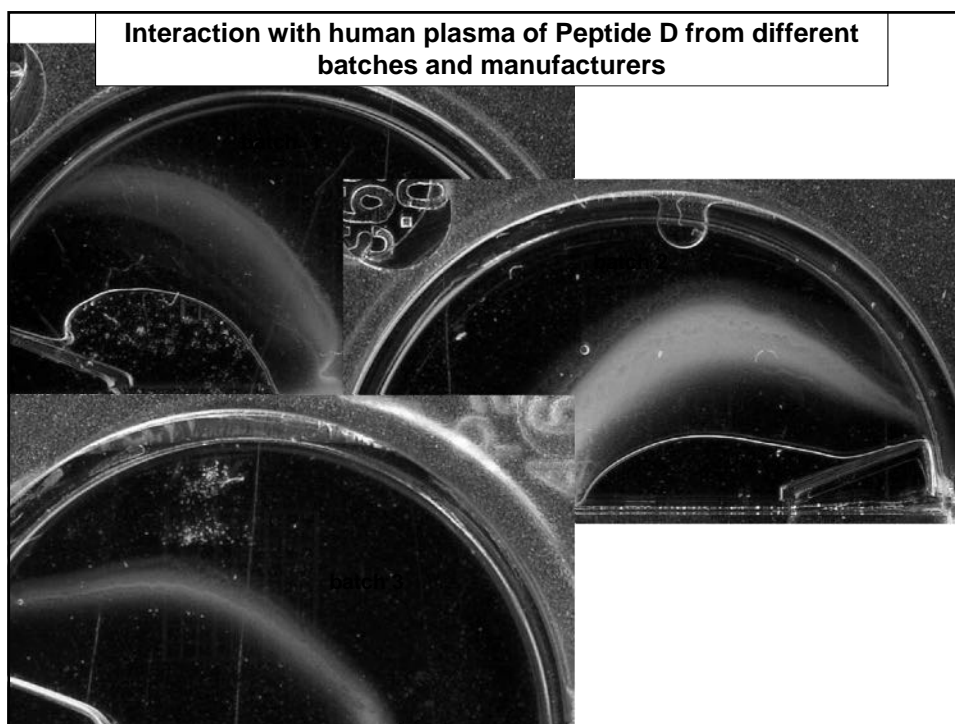 Interaction with human plasma of Peptide D from different
batches and manufacturers
batch 3